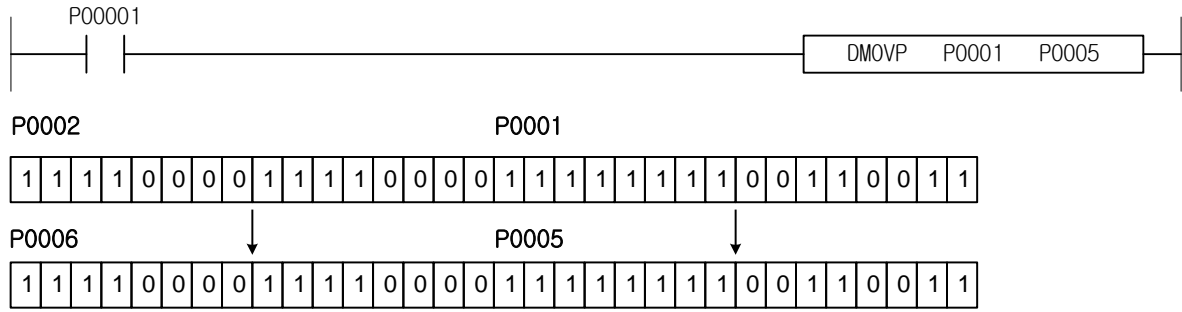 P00001
DMOVP P0001 P0005
P0002 P0001
1 1 1 1 0 0 0 0 1 1 1 1 0 0 0 0 1 1 1 1 1 1 1 1 0 0 1 1 0 0 1 1
P0006 P0005
1 1 1 1 0 0 0 0 1 1 1 1 0 0 0 0 1 1 1 1 1 1 1 1 0 0 1 1 0 0 1 1